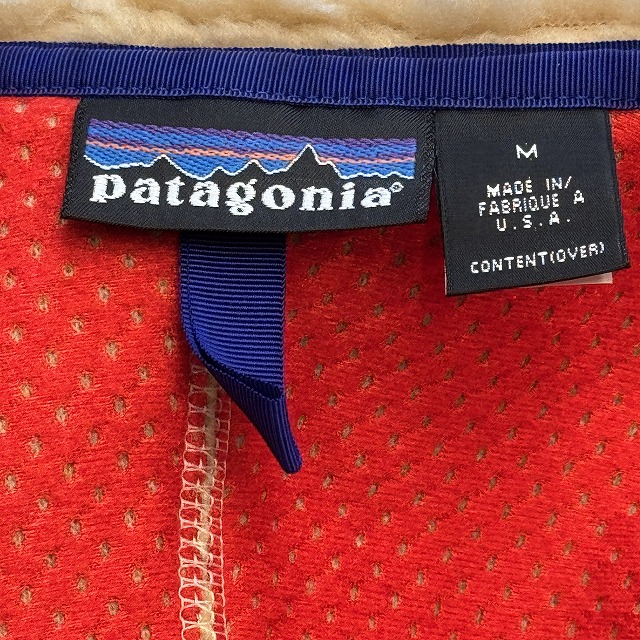 patagonia®
M
MADE IN/
FABRIQUE A
U.S.A.
CONTENT(OVER)